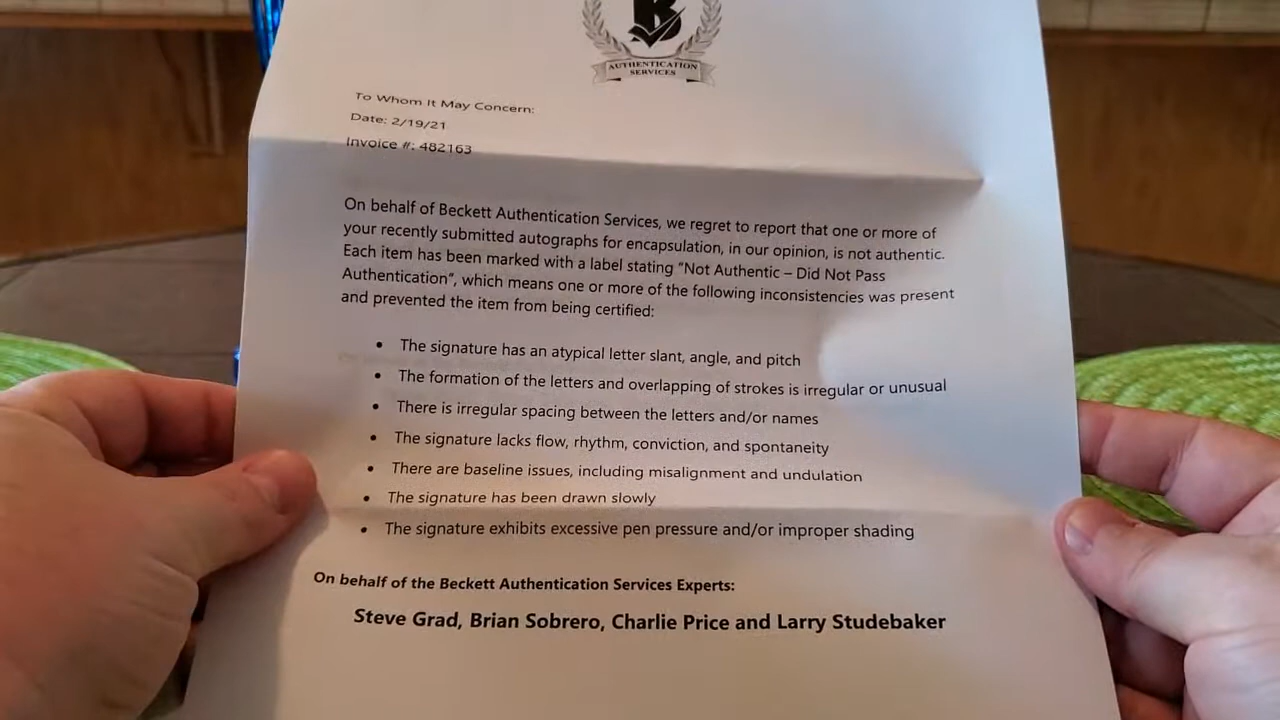 B
AUTHENTICATION
SERVICES
To Whom It May Concern:
Date: 2/19/21
Invoice #: 482163
On behalf of Beckett Authentication Services, we regret to report that one or more of
your recently submitted autographs for encapsulation, in our opinion, is not authentic.
Each item has been marked with a label stating "Not Authentic – Did Not Pass
Authentication", which means one or more of the following inconsistencies was present
and prevented the item from being certified:
• The signature has an atypical letter slant, angle, and pitch
• The formation of the letters and overlapping of strokes is irregular or unusual
• There is irregular spacing between the letters and/or names
• The signature lacks flow, rhythm, conviction, and spontaneity
• There are baseline issues, including misalignment and undulation
• The signature has been drawn slowly
• The signature exhibits excessive pen pressure and/or improper shading
On behalf of the Beckett Authentication Services Experts:
Steve Grad, Brian Sobrero, Charlie Price and Larry Studebaker